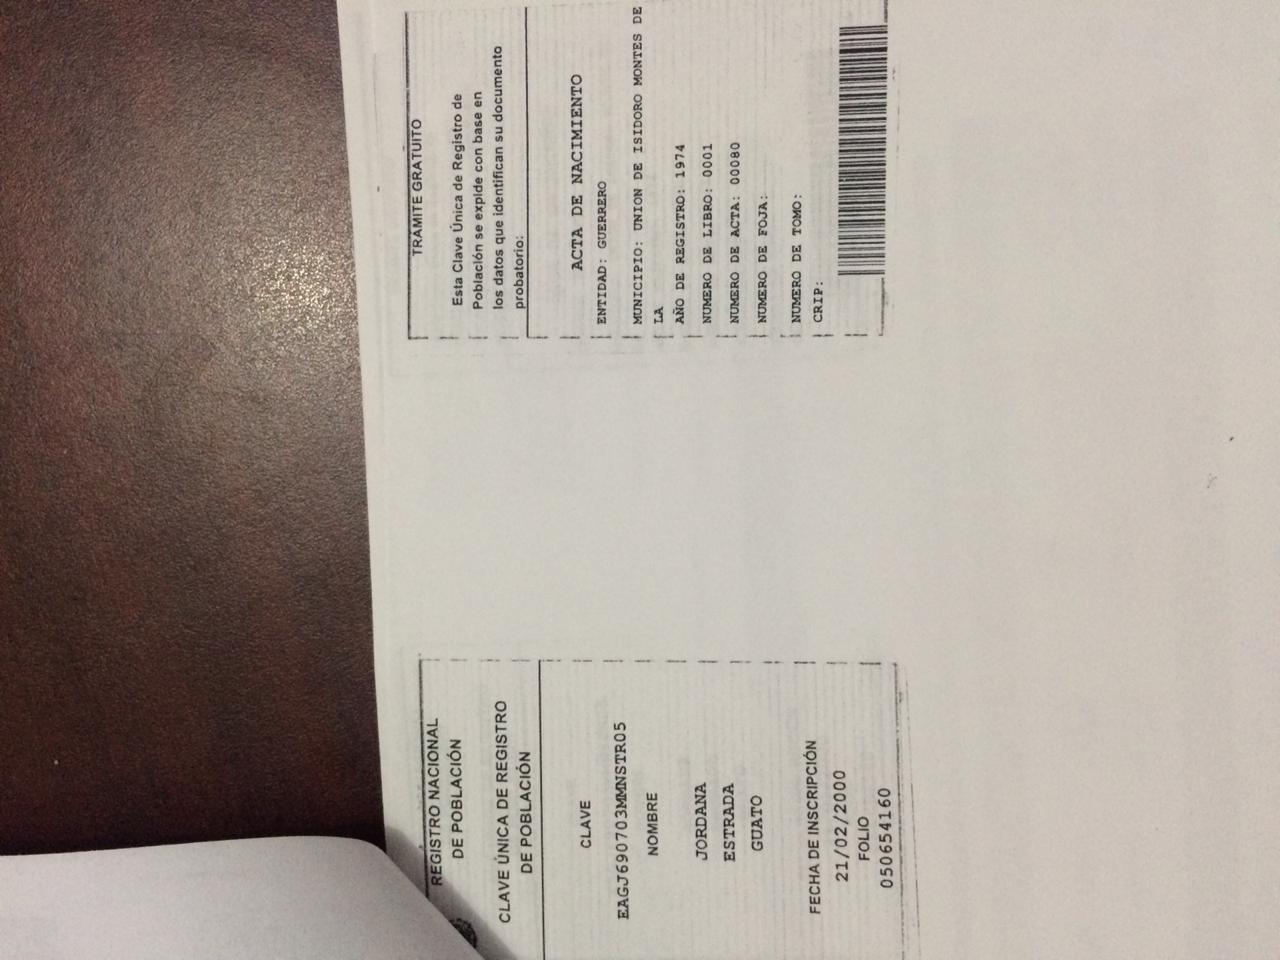 REGISTRO NACIONAL
DE POBLACIÓN
CLAVE ÚNICA DE REGISTRO
DE POBLACIÓN
CLAVE
EAGJ690703MMNSTR05
NOMBRE
JORDANA
ESTRADA
GUATO
FECHA DE INSCRIPCIÓN
21/02/2000
FOLIO
050654160
TRÁMITE GRATUITO
Esta Clave Única de Registro de
Población se expide con base en
los datos que identifican su documento
probatorio:
ACTA DE NACIMIENTO
ENTIDAD: GUERRERO
MUNICIPIO: UNION DE ISIDORO MONTES DE
LA
AÑO DE REGISTRO: 1974
NUMERO DE LIBRO: 0001
NUMERO DE ACTA: 00080
NUMERO DE FOJA:
NUMERO DE TOMO:
CRIP: